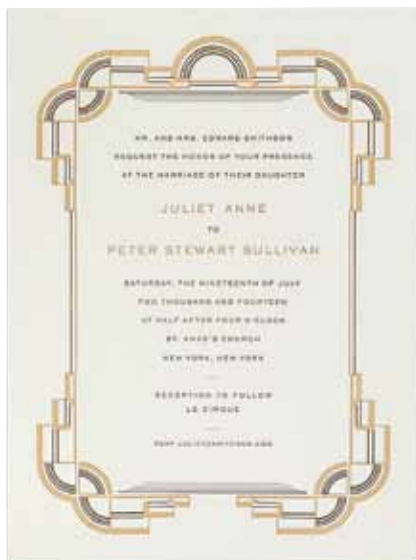 MR. AND MRS. EDWARD SMITHSON
REQUEST THE HONOR OF YOUR PRESENCE
AT THE MARRIAGE OF THEIR DAUGHTER
JULIET ANNE
TO
PETER STEWART SULLIVAN
SATURDAY, THE NINETEENTH OF JULY
TWO THOUSAND AND FOURTEEN
AT HALF AFTER FOUR O'CLOCK
ST. ANNE'S CHURCH
NEW YORK, NEW YORK
RECEPTION TO FOLLOW
LE CIRQUE
RSVP